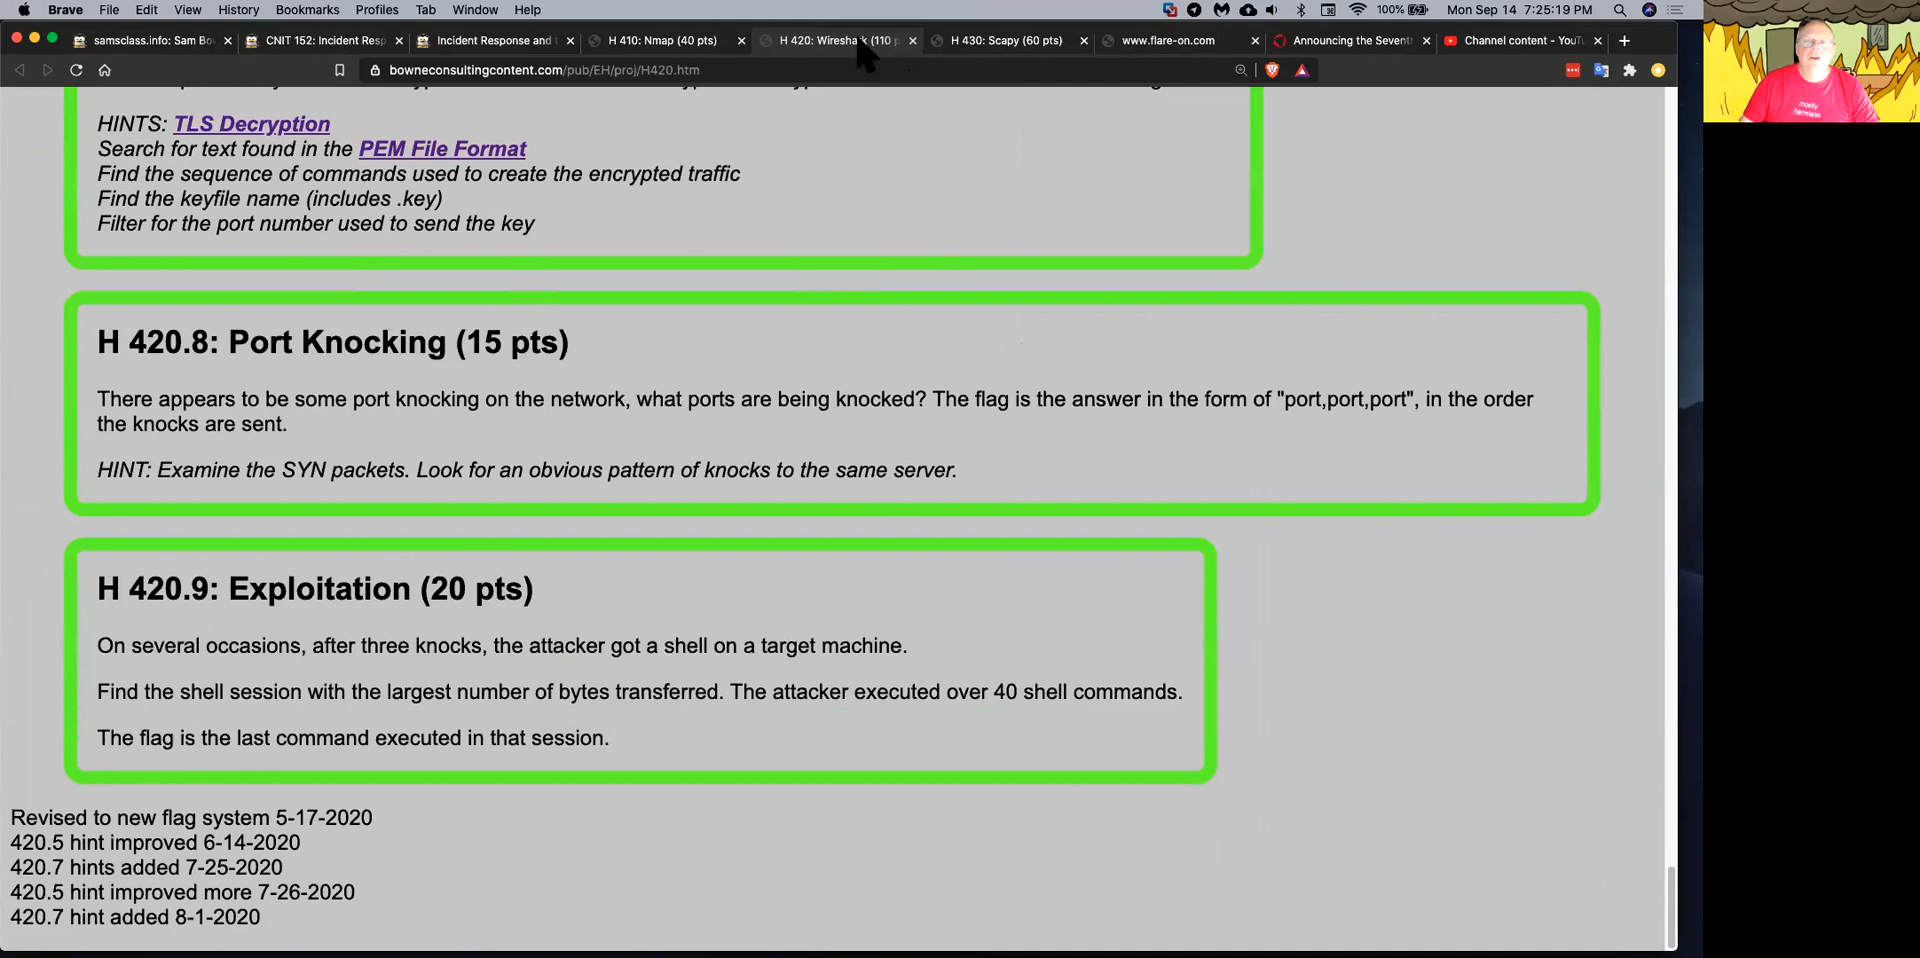 Brave File Edit View History Bookmarks Profiles Tab Window Help 100% Mon Sep 14 7:25:19 PM
samsclass.info: Sam Bo CNIT 152: Incident Resp Incident Response and H 410: Nmap (40 pts) H 420: Wireshark (110 p H 430: Scapy (60 pts) www.flare-on.com Announcing the Seventh Channel content - YouTu
bowneconsultingcontent.com/pub/EH/proj/H420.htm
HINTS: TLS Decryption
Search for text found in the PEM File Format
Find the sequence of commands used to create the encrypted traffic
Find the keyfile name (includes .key)
Filter for the port number used to send the key
H 420.8: Port Knocking (15 pts)
There appears to be some port knocking on the network, what ports are being knocked? The flag is the answer in the form of "port,port,port", in the order
the knocks are sent.
HINT: Examine the SYN packets. Look for an obvious pattern of knocks to the same server.
H 420.9: Exploitation (20 pts)
On several occasions, after three knocks, the attacker got a shell on a target machine.
Find the shell session with the largest number of bytes transferred. The attacker executed over 40 shell commands.
The flag is the last command executed in that session.
Revised to new flag system 5-17-2020
420.5 hint improved 6-14-2020
420.7 hints added 7-25-2020
420.5 hint improved more 7-26-2020
420.7 hint added 8-1-2020
mostly
harmless